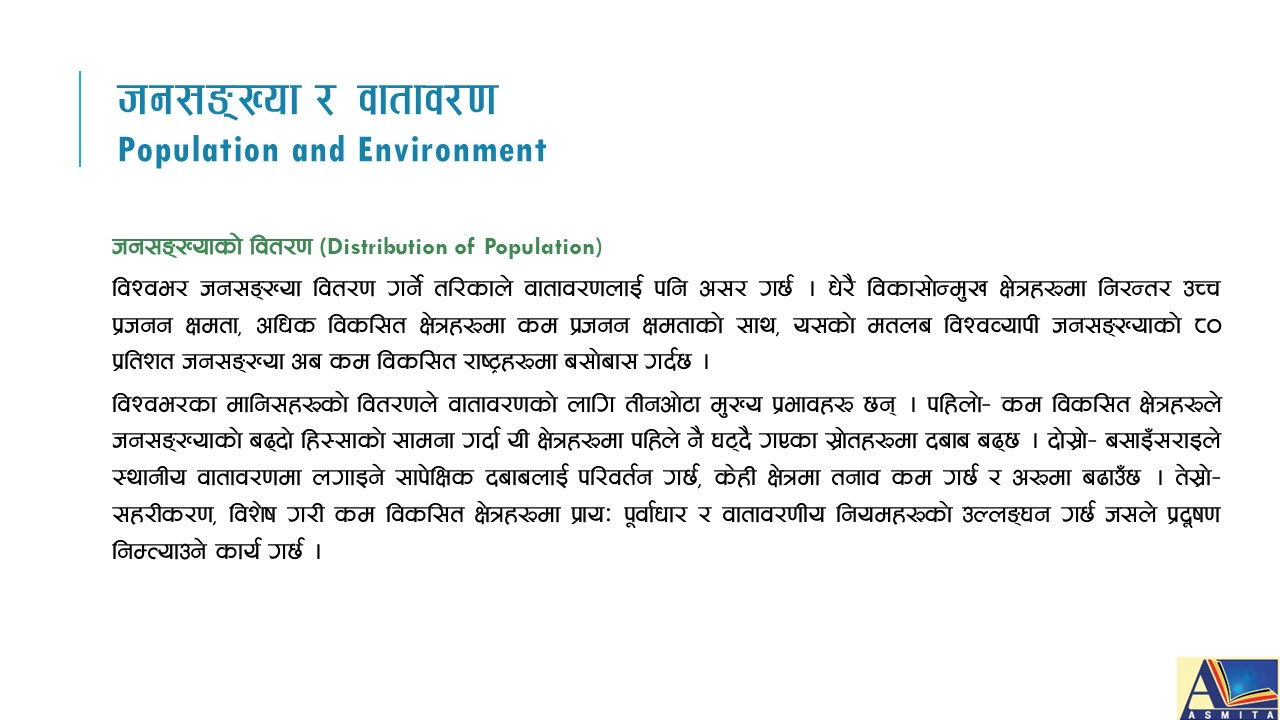 जनसङ्ख्या र वातावरण
Population and Environment
जनसङ्ख्याको वितरण (Distribution of Population)
विश्वभर जनसङ्ख्या वितरण गर्ने तरिकाले वातावरणलाई पनि असर गर्छ । धेरै विकासोन्मुख क्षेत्रहरुमा निरन्तर उच्च
प्रजनन क्षमता, अधिक विकसित क्षेत्रहरुमा कम प्रजनन क्षमताको साथ, यसको मतलब विश्वव्यापी जनसङ्ख्याको ८०
प्रतिशत जनसङ्ख्या अब कम विकसित राष्ट्रहरुमा बसोबास गर्दछ ।
विश्वभरका मानिसहरुको वितरणले वातावरणको लागि तीनओटा मुख्य प्रभावहरु छन् । पहिलो- कम विकसित क्षेत्रहरुले
जनसङ्ख्याको बढ्दो हिस्साको सामना गर्दा यी क्षेत्रहरुमा पहिले नै घट्दै गएका स्रोतहरुमा दबाब बढ्छ । दोस्रो- बसाइँसराइले
स्थानीय वातावरणमा लगाइने सापेक्षिक दबाबलाई परिवर्तन गर्छ, केही क्षेत्रमा तनाव कम गर्छ र अरुमा बढाउँछ । तेस्रो-
सहरीकरण, विशेष गरी कम विकसित क्षेत्रहरुमा प्रायः पूर्वाधार र वातावरणीय नियमहरुको उल्लङ्घन गर्छ जसले प्रदूषण
निम्त्याउने कार्य गर्छ ।
ASMITA